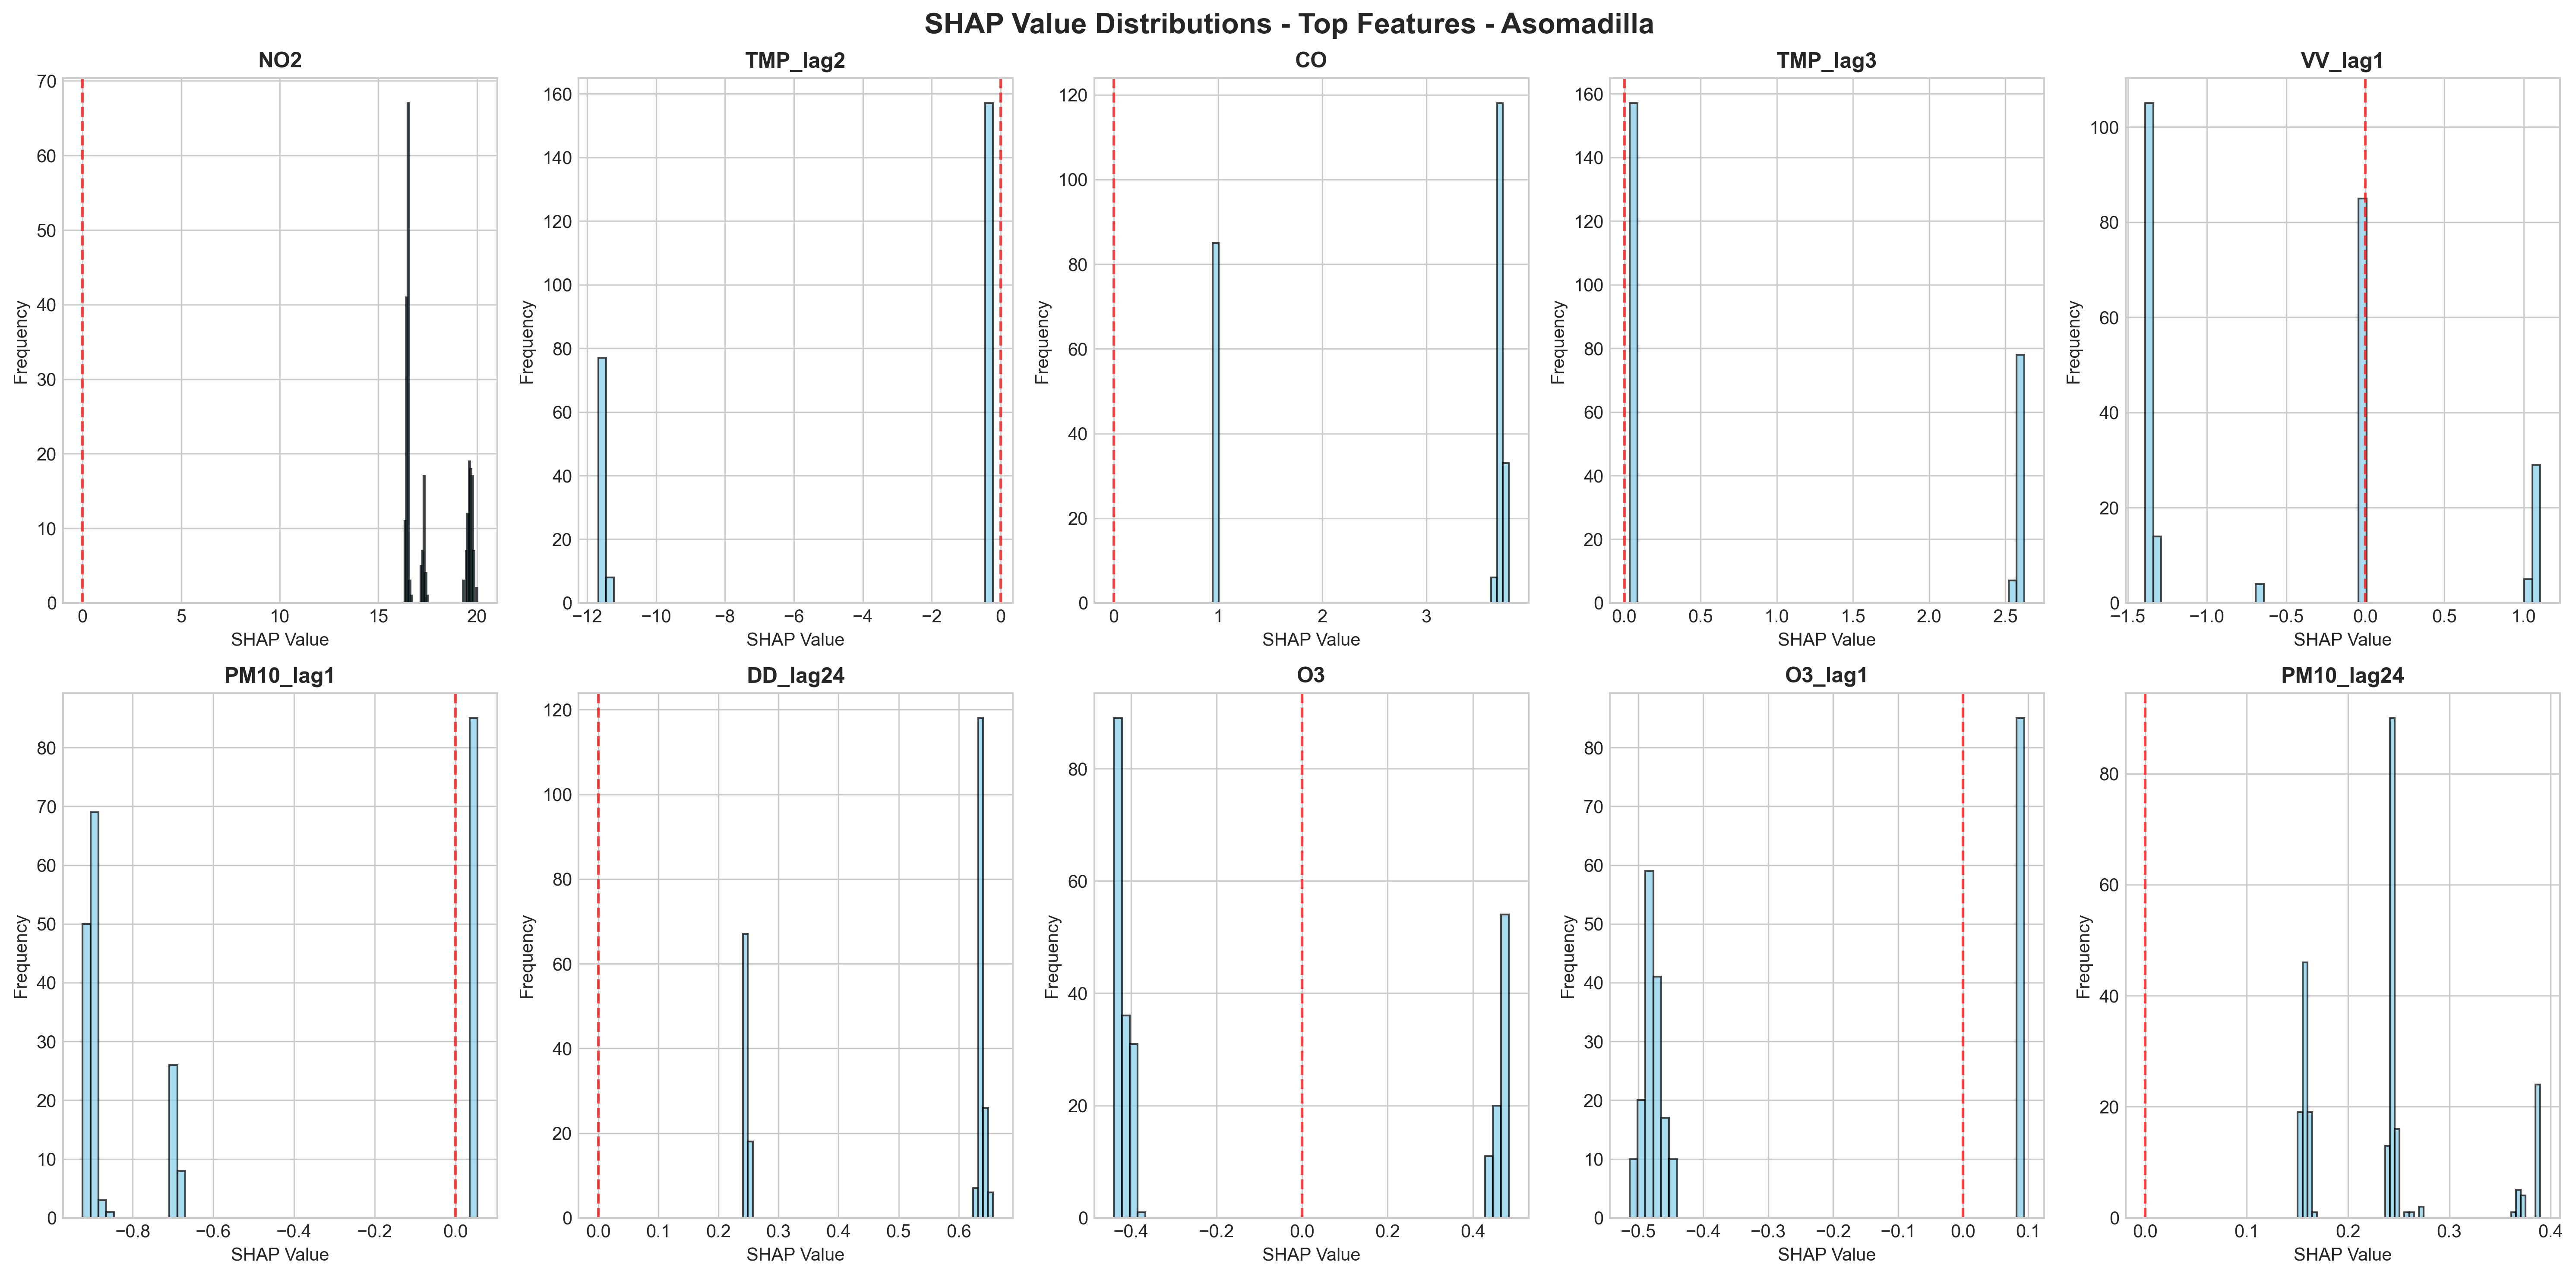 SHAP Value Distributions - Top Features - Asomadilla
NO2
TMP_lag2
CO
TMP_lag3
VV_lag1
Frequency
0 10 20 30 40 50 60 70
0 5 10 15 20
SHAP Value
Frequency
0 20 40 60 80 100 120 140 160
−12 −10 −8 −6 −4 −2 0
SHAP Value
Frequency
0 20 40 60 80 100 120
0 1 2 3
SHAP Value
Frequency
0 20 40 60 80 100 120 140 160
0.0 0.5 1.0 1.5 2.0 2.5
SHAP Value
Frequency
0 20 40 60 80 100
−1.5 −1.0 −0.5 0.0 0.5 1.0
SHAP Value
PM10_lag1
DD_lag24
O3
O3_lag1
PM10_lag24
Frequency
0 10 20 30 40 50 60 70 80
−0.8 −0.6 −0.4 −0.2 0.0
SHAP Value
Frequency
0 20 40 60 80 100 120
0.0 0.1 0.2 0.3 0.4 0.5 0.6
SHAP Value
Frequency
0 20 40 60 80
−0.4 −0.2 0.0 0.2 0.4
SHAP Value
Frequency
0 10 20 30 40 50 60 70 80
−0.5 −0.4 −0.3 −0.2 −0.1 0.0 0.1
SHAP Value
Frequency
0 20 40 60 80
0.0 0.1 0.2 0.3 0.4
SHAP Value